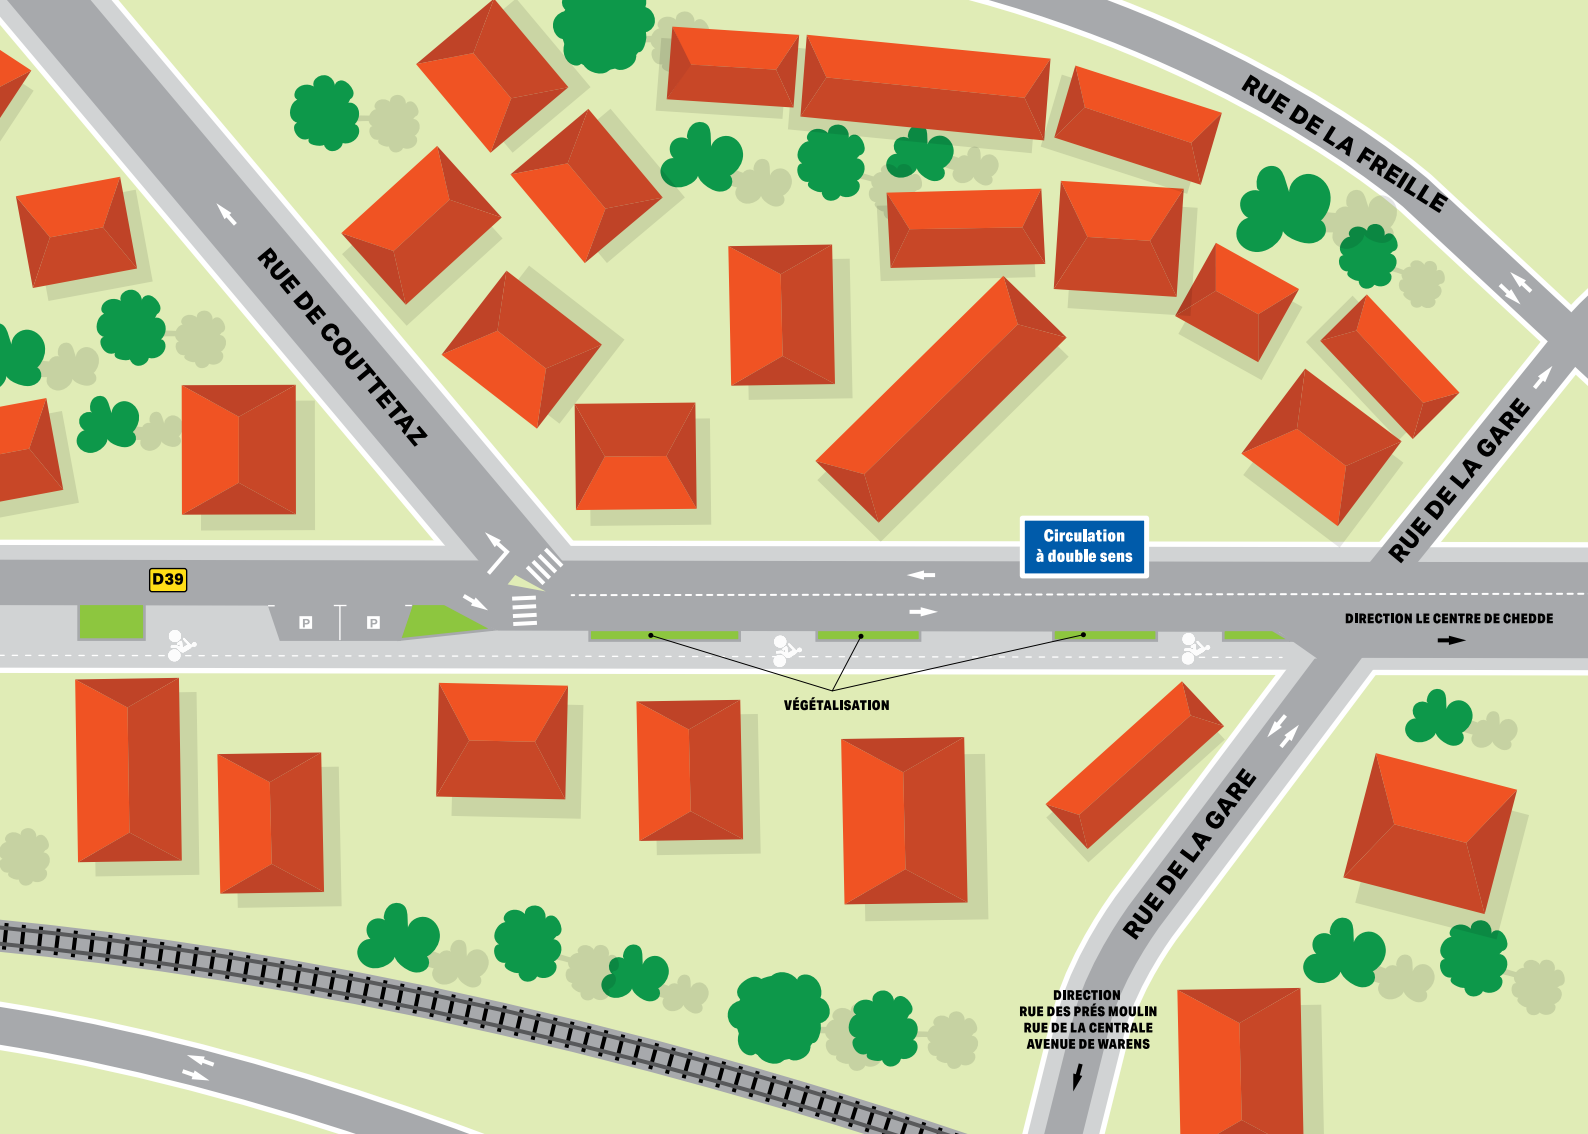 RUE DE LA FREILLE
RUE DE COUTTETAZ
RUE DE LA GARE
Circulation
à double sens
D39
P
P
DIRECTION LE CENTRE DE CHEDDE
VÉGÉTALISATION
RUE DE LA GARE
DIRECTION
RUE DES PRÉS MOULIN
RUE DE LA CENTRALE
AVENUE DE WARENS